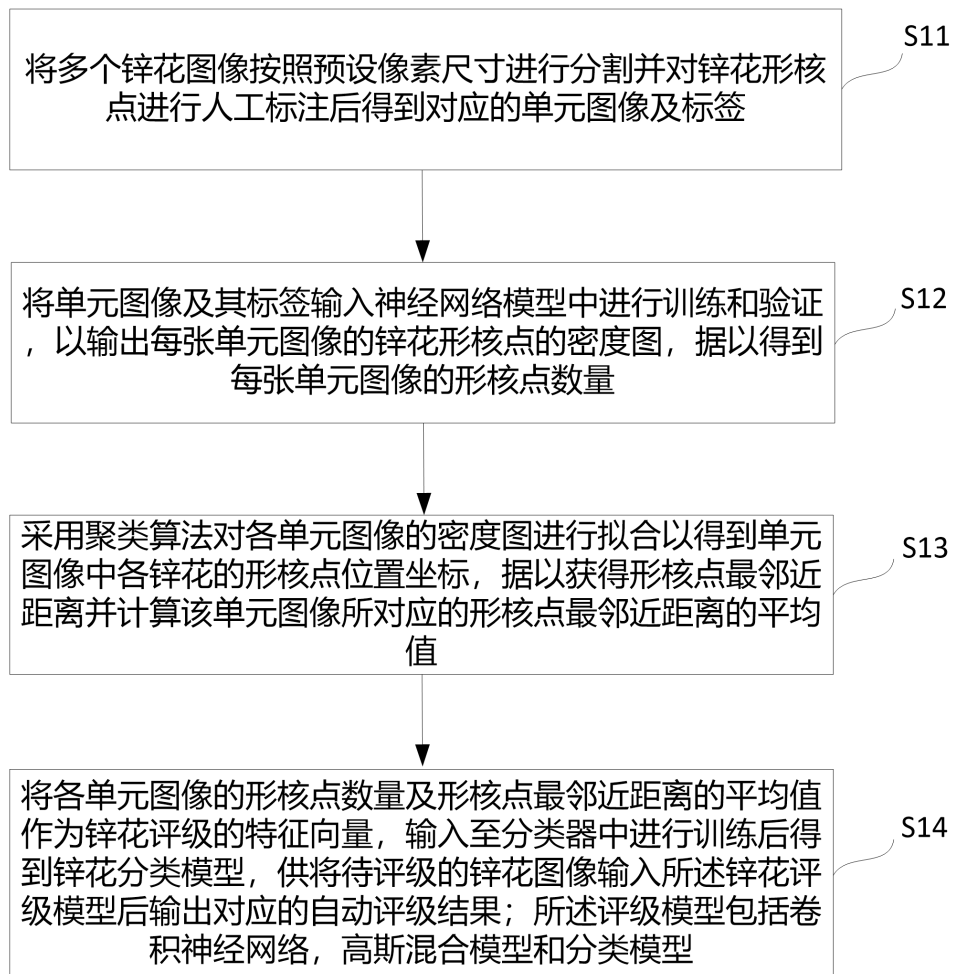 S11
将多个锌花图像按照预设像素尺寸进行分割并对锌花形核
点进行人工标注后得到对应的单元图像及标签
S12
将单元图像及其标签输入神经网络模型中进行训练和验证
，以输出每张单元图像的锌花形核点的密度图，据以得到
每张单元图像的形核点数量
S13
采用聚类算法对各单元图像的密度图进行拟合以得到单元
图像中各锌花的形核点位置坐标，据以获得形核点最邻近
距离并计算该单元图像所对应的形核点最邻近距离的平均
值
S14
将各单元图像的形核点数量及形核点最邻近距离的平均值
作为锌花评级的特征向量，输入至分类器中进行训练后得
到锌花分类模型，供将待评级的锌花图像输入所述锌花评
级模型后输出对应的自动评级结果；所述评级模型包括卷
积神经网络，高斯混合模型和分类模型